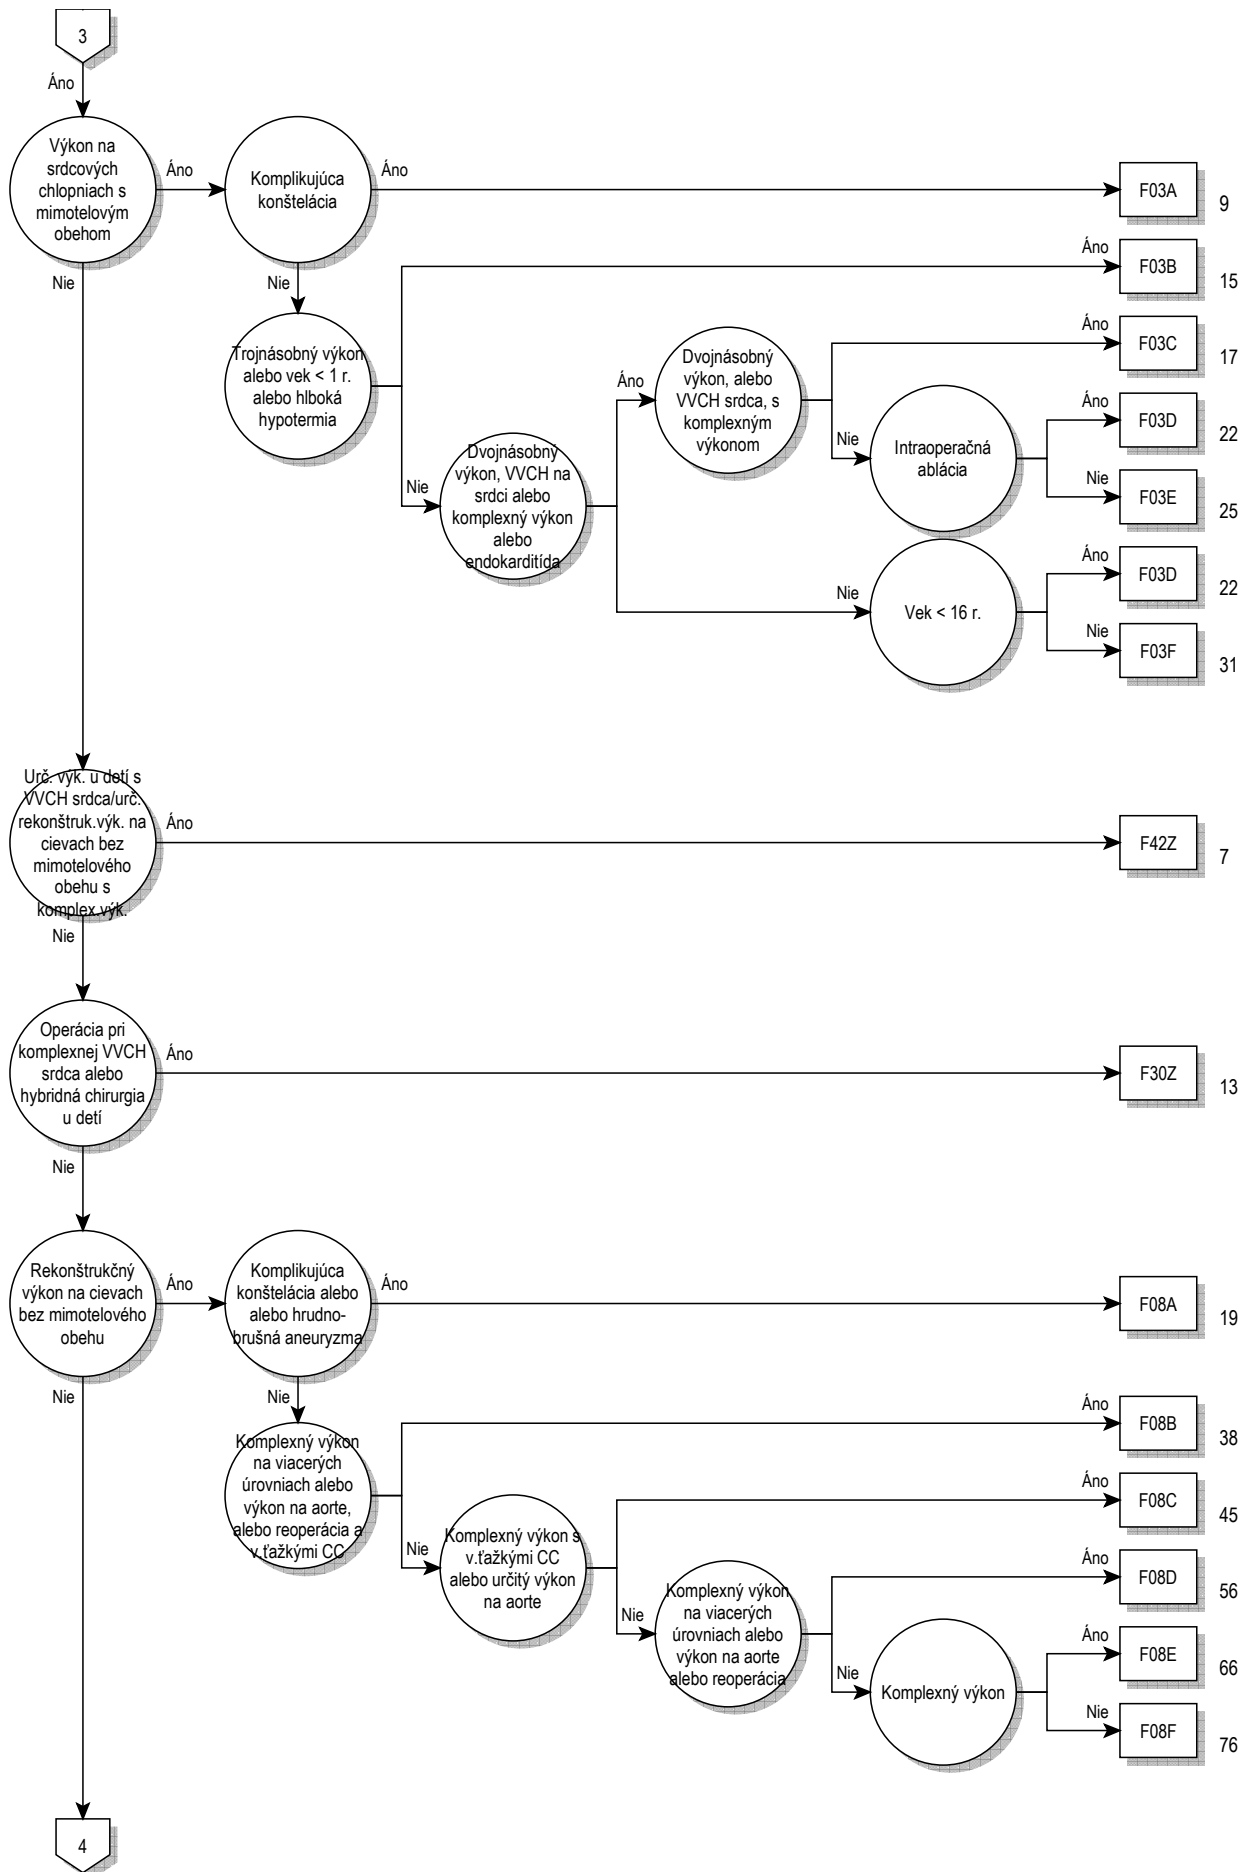 3
Áno
Výkon na
srdcových
chlopniach s
mimotelovým
obehom
Áno
Komplikujúca
konštelácia
Áno
F03A
9
Nie
Nie
Trojnásobný výkon
alebo vek < 1 r.
alebo hlboká
hypotermia
Áno
F03B
15
Nie
Dvojnásobný
výkon, VVCH na
srdci alebo
komplexný výkon
alebo
endokarditída
Áno
Dvojnásobný
výkon, alebo
VVCH srdca, s
komplexným
výkonom
Áno
F03C
17
Nie
Intraoperačná
ablácia
Áno
F03D
22
Nie
F03E
25
Nie
Vek < 16 r.
Áno
F03D
22
Nie
F03F
31
Urč. výk. u detí s
VVCH srdca/urč.
rekonštruk.výk. na
cievach bez
mimotelového
obehu s
komplex.výk.
Áno
F42Z
7
Nie
Operácia pri
komplexnej VVCH
srdca alebo
hybridná chirurgia
u detí
Áno
F30Z
13
Nie
Rekonštrukčný
výkon na cievach
bez mimotelového
obehu
Áno
Komplikujúca
konštelácia alebo
alebo hrudno-
brušná aneuryzma
Áno
F08A
19
Nie
Nie
Komplexný výkon
na viacerých
úrovniach alebo
výkon na aorte,
alebo reoperácia a
v.ťažkými CC
Áno
F08B
38
Nie
Komplexný výkon s
v.ťažkými CC
alebo určitý výkon
na aorte
Áno
F08C
45
Nie
Komplexný výkon
na viacerých
úrovniach alebo
výkon na aorte
alebo reoperácia
Áno
F08D
56
Nie
Komplexný výkon
Áno
F08E
66
Nie
F08F
76
4